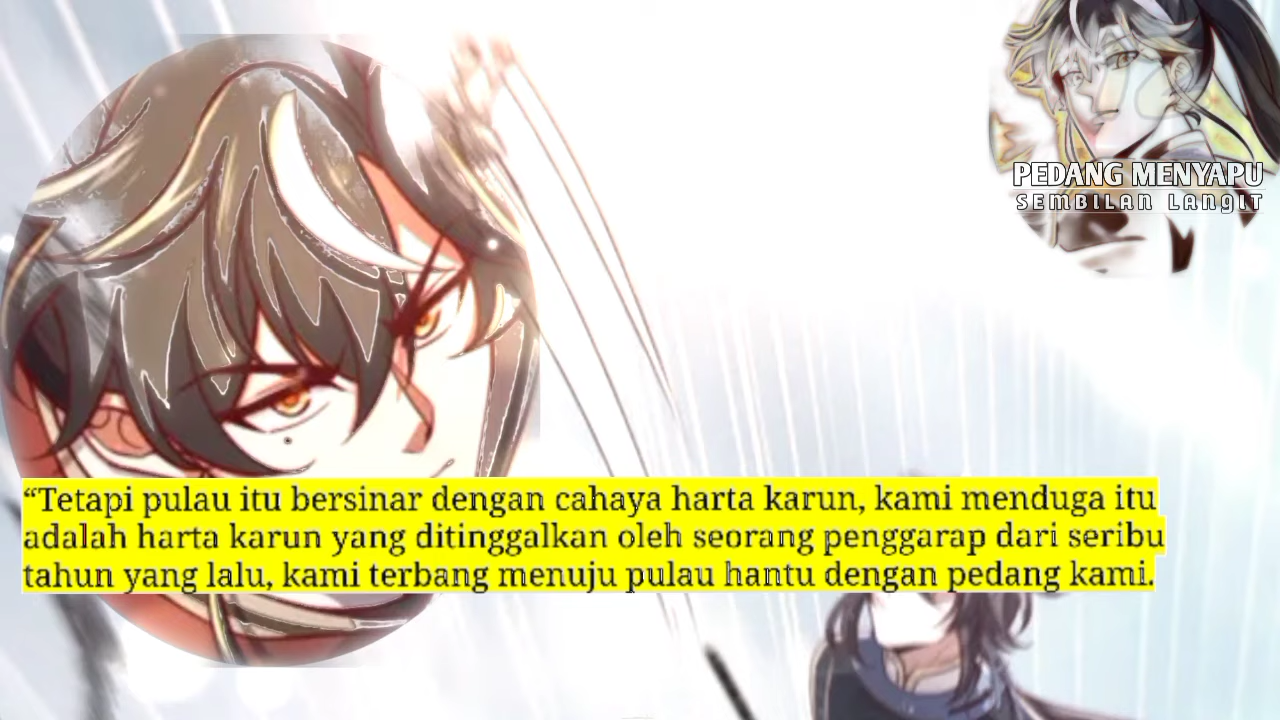 PEDANG MENYAPU
SEMBILAN LANGIT
“Tetapi pulau itu bersinar dengan cahaya harta karun, kami menduga itu
adalah harta karun yang ditinggalkan oleh seorang penggarap dari seribu
tahun yang lalu, kami terbang menuju pulau hantu dengan pedang kami.